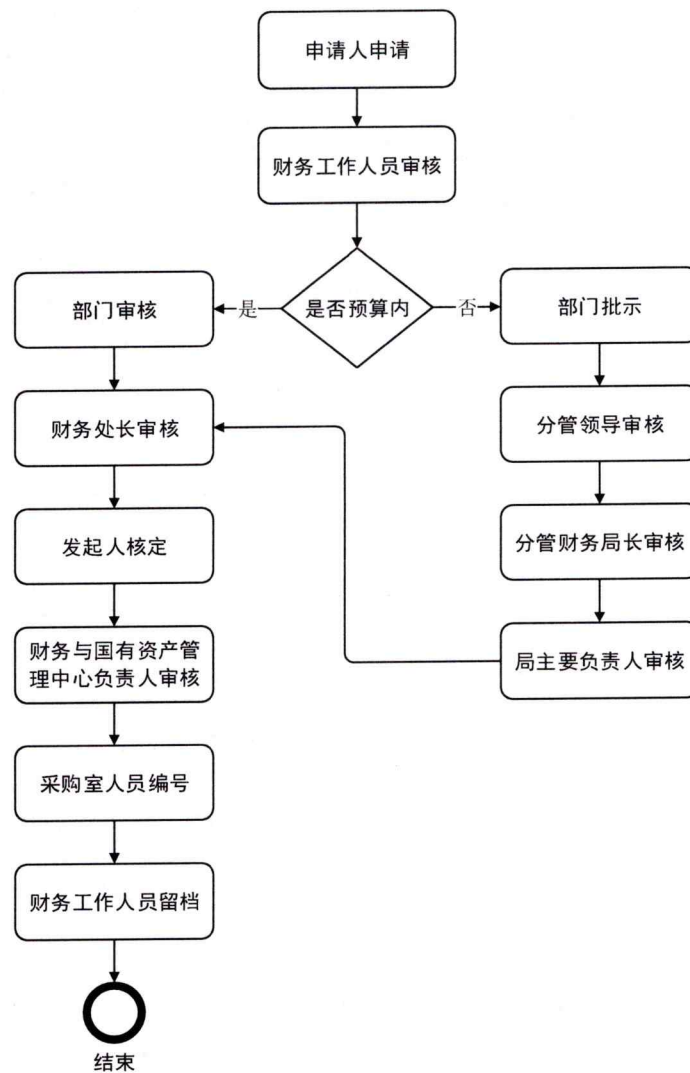 申请人申请
财务工作人员审核
是否预算内
是
否
部门审核
部门批示
财务处长审核
分管领导审核
发起人核定
分管财务局长审核
财务与国有资产管
理中心负责人审核
局主要负责人审核
采购室人员编号
财务工作人员留档
结束